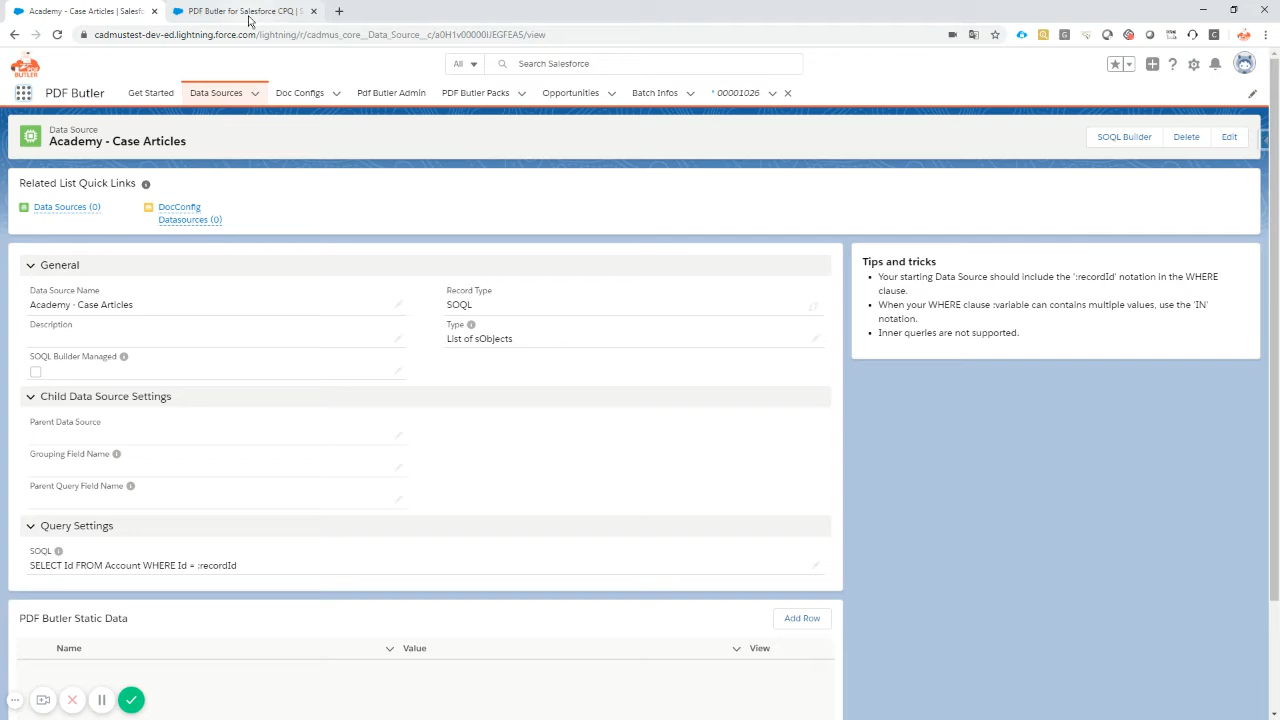 Academy - Case Articles | Salesf
PDF Butler for Salesforce CPQ | S
cadmustest-dev-ed.lightning.force.com/lightning/r/cadmus_core__Data_Source__c/a0H1v00000IJEGFEA5/view
BUTLER
All
Search Salesforce
PDF Butler
Get Started
Data Sources
Doc Configs
Pdf Butler Admin
PDF Butler Packs
Opportunities
Batch Infos
* 00001026
Data Source
Academy - Case Articles
SOQL Builder
Delete
Edit
Related List Quick Links
Data Sources (0)
DocConfig
Datasources (0)
General
Data Source Name
Academy - Case Articles
Record Type
SOQL
Description
Type
List of sObjects
SOQL Builder Managed
Child Data Source Settings
Parent Data Source
Grouping Field Name
Parent Query Field Name
Query Settings
SOQL
SELECT Id FROM Account WHERE Id = :recordId
Tips and tricks
• Your starting Data Source should include the ':recordId' notation in the WHERE
clause.
• When your WHERE clause :variable can contains multiple values, use the 'IN'
notation.
• Inner queries are not supported.
PDF Butler Static Data
Add Row
Name
Value
View